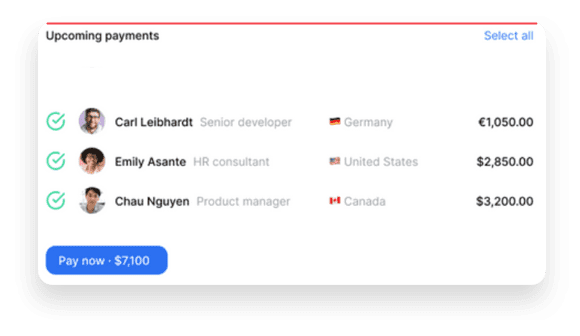 Upcoming payments Select all
Carl Leibhardt Senior developer Germany €1,050.00
Emily Asante HR consultant United States $2,850.00
Chau Nguyen Product manager Canada $3,200.00
Pay now · $7,100